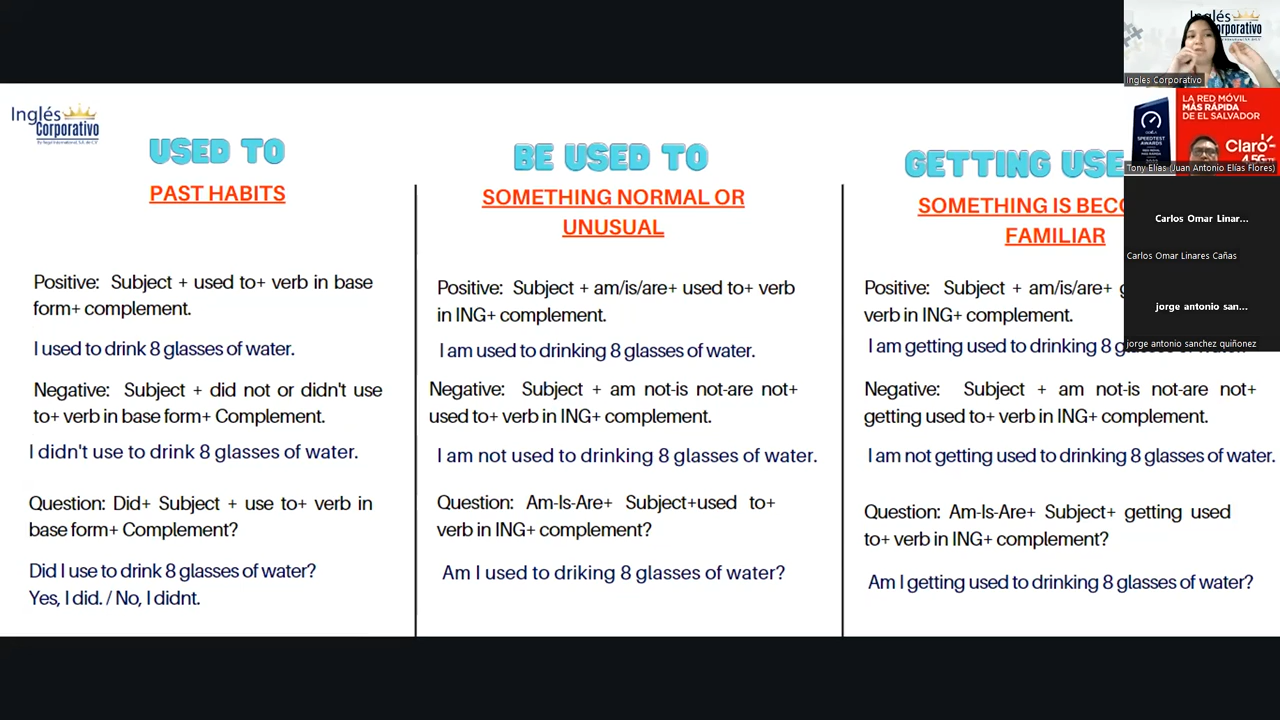 Inglés
Corporativo
USED TO
PAST HABITS
Positive: Subject + used to+ verb in base
form+ complement.
I used to drink 8 glasses of water.
Negative: Subject + did not or didn't use
to+ verb in base form+ Complement.
I didn't use to drink 8 glasses of water.
Question: Did+ Subject + use to+ verb in
base form+ Complement?
Did I use to drink 8 glasses of water?
Yes, I did. / No, I didnt.
BE USED TO
SOMETHING NORMAL OR
UNUSUAL
Positive: Subject + am/is/are+ used to+ verb
in ING+ complement.
I am used to drinking 8 glasses of water.
Negative: Subject + am not-is not-are not+
used to+ verb in ING+ complement.
I am not used to drinking 8 glasses of water.
Question: Am-Is-Are+ Subject+used to+
verb in ING+ complement?
Am I used to driking 8 glasses of water?
GETTING USE
SOMETHING IS BECO
FAMILIAR
Positive: Subject + am/is/are+
verb in ING+ complement.
I am getting used to drinking 8
Negative: Subject + am not-is not-are not+
getting used to+ verb in ING+ complement.
I am not getting used to drinking 8 glasses of water.
Question: Am-Is-Are+ Subject+ getting used
to+ verb in ING+ complement?
Am I getting used to drinking 8 glasses of water?
Inglés
Corporativo
Inglés Corporativo
LA RED MÓVIL
MÁS RÁPIDA
DE EL SALVADOR
SPEEDTEST
AWARDS
Claro
4.5G
Tony Elías (Juan Antonio Elías Flores)
Carlos Omar Linar...
Carlos Omar Linares Cañas
jorge antonio san...
jorge antonio sanchez quiñonez